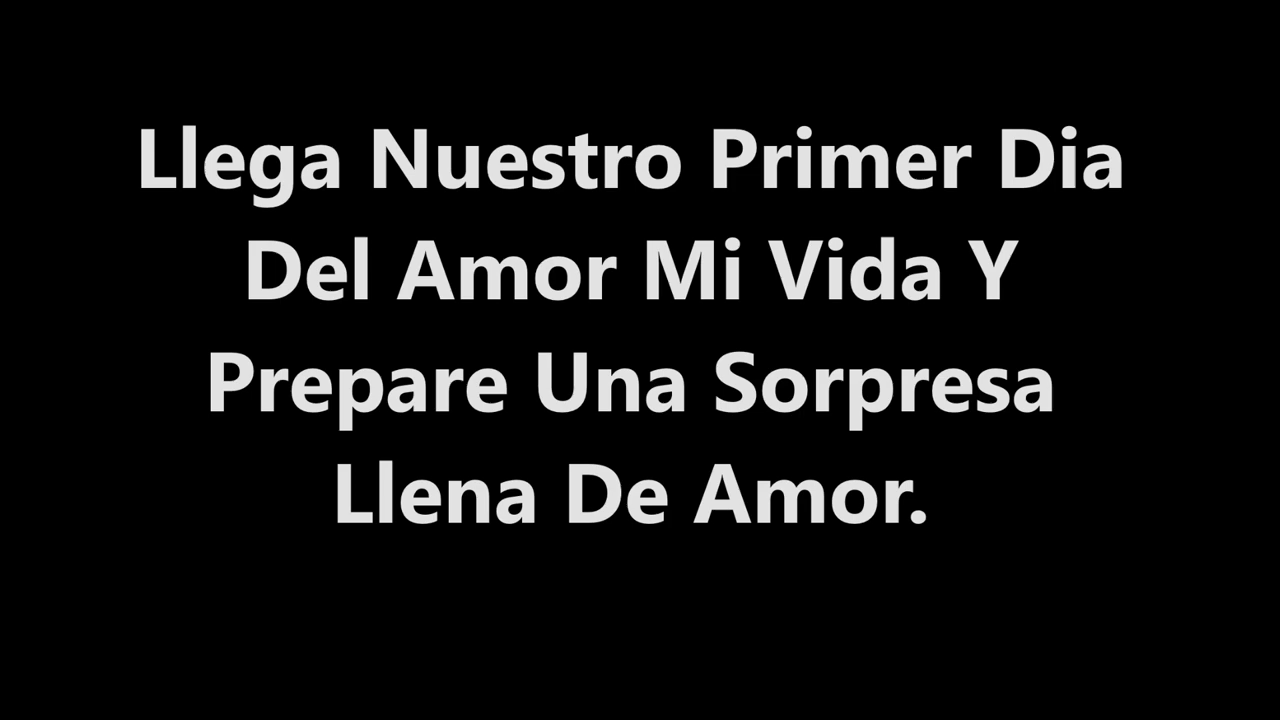 Llega Nuestro Primer Dia
Del Amor Mi Vida Y
Prepare Una Sorpresa
Llena De Amor.